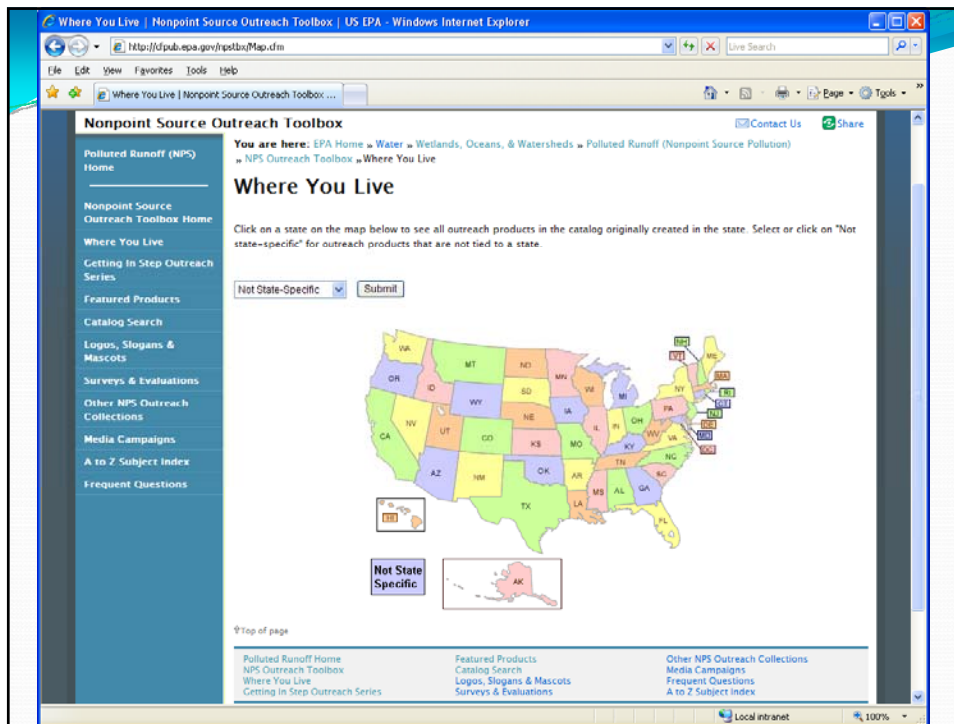 Where You Live | Nonpoint Source Outreach Toolbox | US EPA - Windows Internet Explorer
http://cfpub.epa.gov/npstbx/Map.cfm
Live Search
File Edit View Favorites Tools Help
Where You Live | Nonpoint Source Outreach Toolbox ...
Page Tools »
Nonpoint Source Outreach Toolbox
Contact Us Share
Polluted Runoff (NPS)
Home
Nonpoint Source
Outreach Toolbox Home
Where You Live
Getting In Step Outreach
Series
Featured Products
Catalog Search
Logos, Slogans &
Mascots
Surveys & Evaluations
Other NPS Outreach
Collections
Media Campaigns
A to Z Subject Index
Frequent Questions
You are here: EPA Home » Water » Wetlands, Oceans, & Watersheds » Polluted Runoff (Nonpoint Source Pollution)
» NPS Outreach Toolbox » Where You Live
Where You Live
Click on a state on the map below to see all outreach products in the catalog originally created in the state. Select or click on "Not
state-specific" for outreach products that are not tied to a state.
Not State-Specific Submit
WA
OR
CA
ID
NV
MT
WY
UT
AZ
CO
NM
ND
SD
NE
KS
OK
TX
MN
IA
MO
AR
LA
WI
IL
MI
IN
OH
KY
TN
MS
AL
GA
FL
SC
NC
VA
WV
PA
NY
ME
NH
VT
MA
RI
CT
NJ
DE
MD
DC
HI
AK
Not State
Specific
Top of page
Polluted Runoff Home
NPS Outreach Toolbox
Where You Live
Getting In Step Outreach Series
Featured Products
Catalog Search
Logos, Slogans & Mascots
Surveys & Evaluations
Other NPS Outreach Collections
Media Campaigns
Frequent Questions
A to Z Subject Index
Local intranet 100%